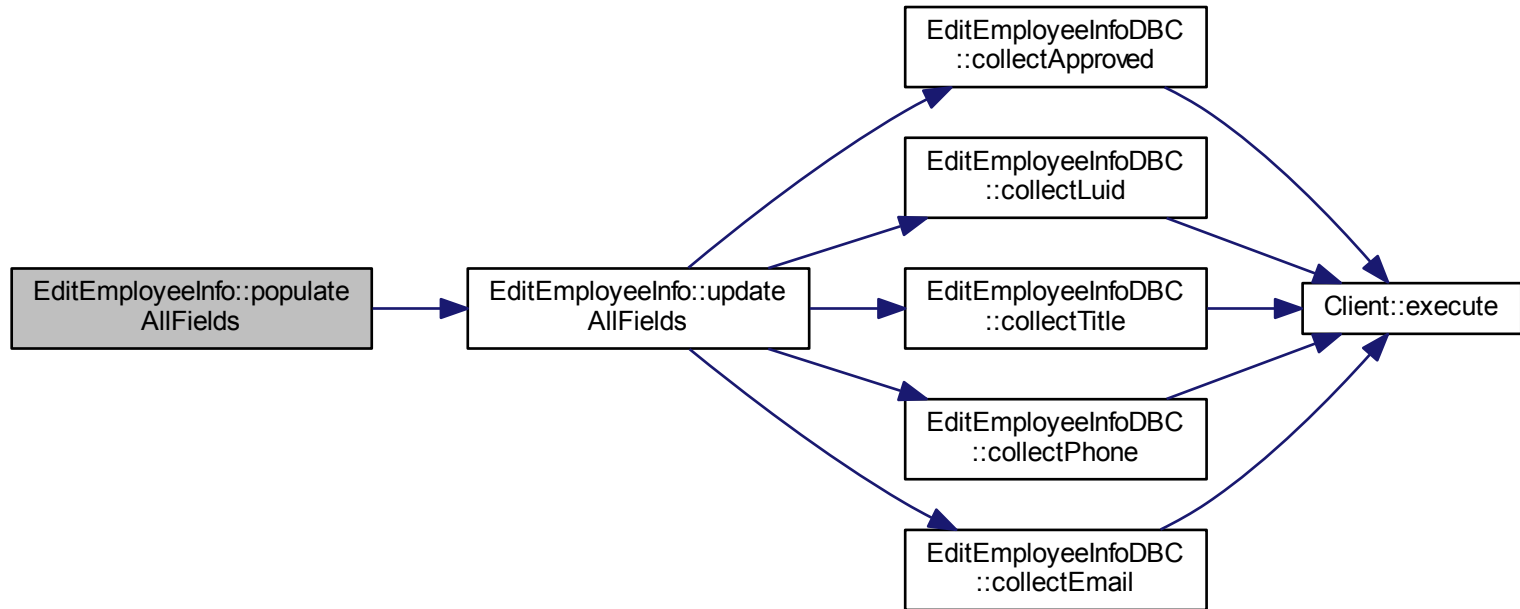 EditEmployeeInfo::populate
AllFields
EditEmployeeInfo::update
AllFields
EditEmployeeInfoDBC
::collectApproved
EditEmployeeInfoDBC
::collectLuid
EditEmployeeInfoDBC
::collectTitle
EditEmployeeInfoDBC
::collectPhone
EditEmployeeInfoDBC
::collectEmail
Client::execute